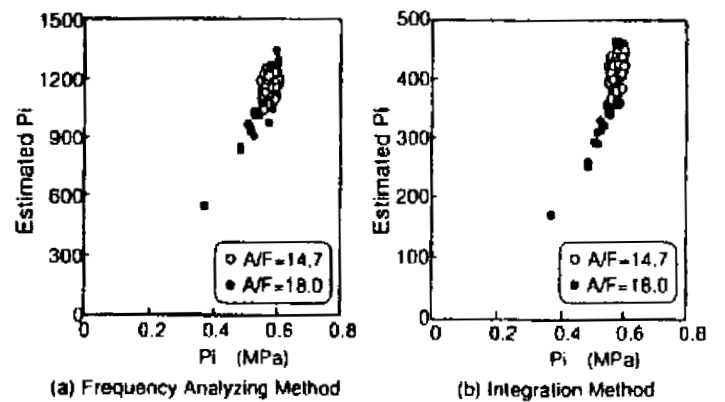 1500
1200
900
600
300
0
Estimated Pi
A/F=14.7
A/F=18.0
0 0.2 0.4 0.6 0.8
Pi (MPa)
(a) Frequency Analyzing Method
500
400
300
200
100
0
Estimated Pi
A/F=14.7
A/F=18.0
0 0.2 0.4 0.6 0.8
Pi (MPa)
(b) Integration Method